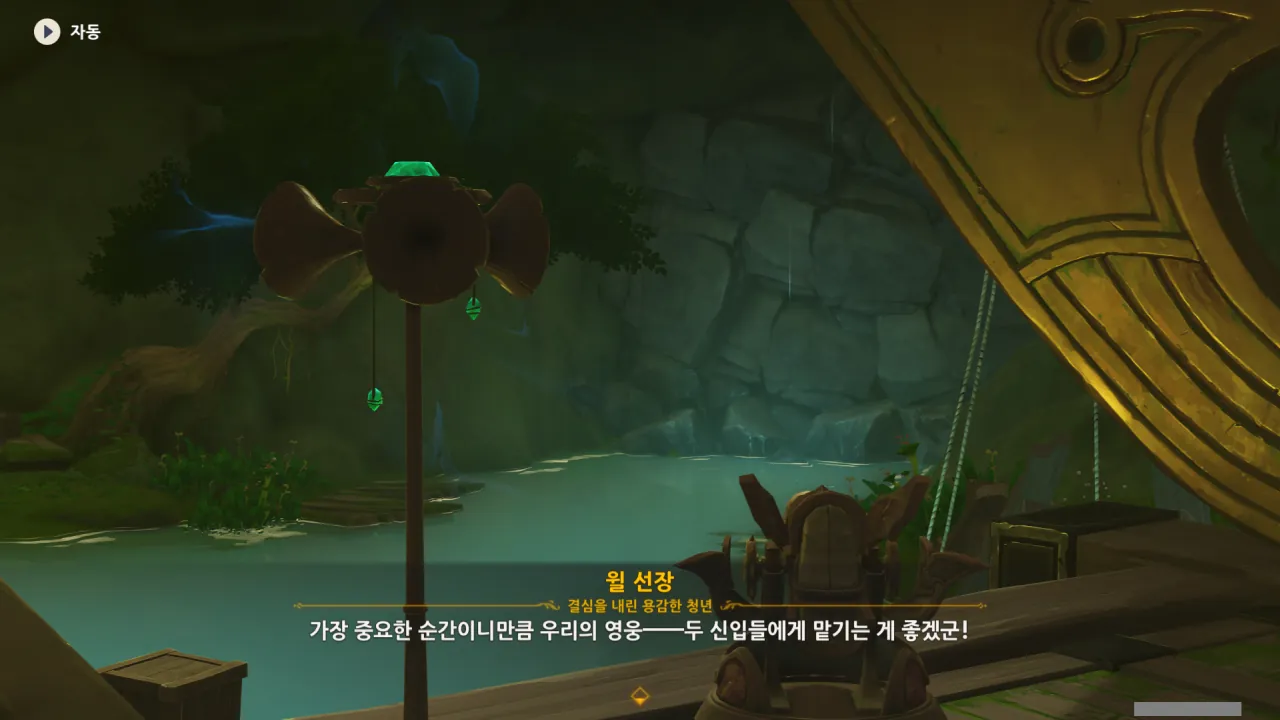 자동
윌 선장
결심을 내린 용감한 청년
가장 중요한 순간이니만큼 우리의 영웅──두 신입들에게 맡기는 게 좋겠군!